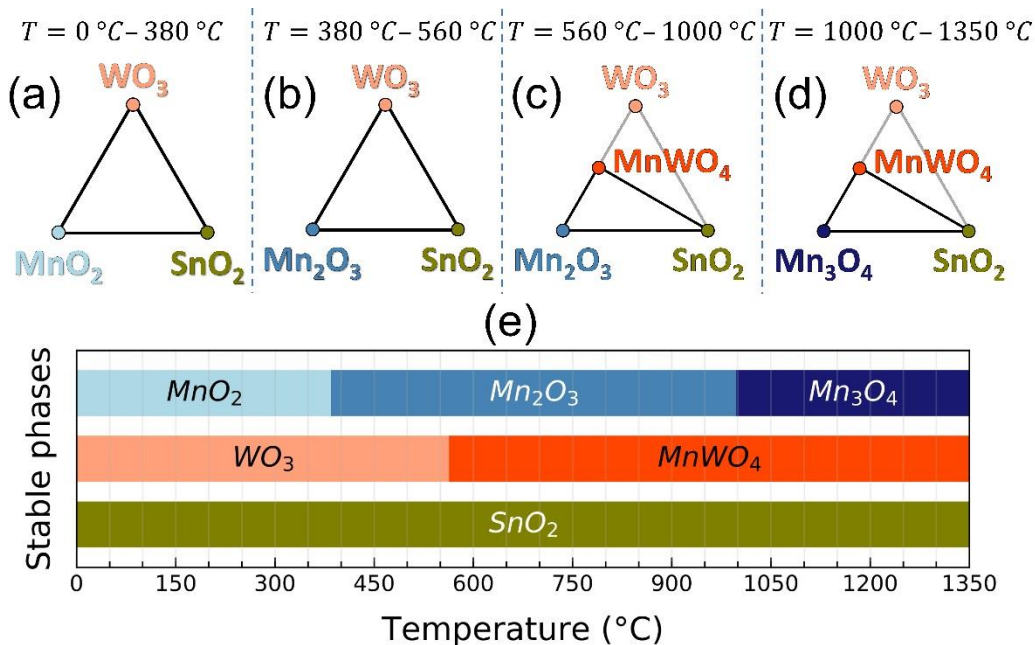 T = 0 °C – 380 °C
T = 380 °C – 560 °C
T = 560 °C – 1000 °C
T = 1000 °C – 1350 °C
(a)
WO₃
MnO₂
SnO₂
(b)
WO₃
Mn₂O₃
SnO₂
(c)
WO₃
MnWO₄
Mn₂O₃
SnO₂
(d)
WO₃
MnWO₄
Mn₃O₄
SnO₂
(e)
Stable phases
MnO₂ Mn₂O₃ Mn₃O₄
WO₃ MnWO₄
SnO₂
0 150 300 450 600 750 900 1050 1200 1350
Temperature (°C)